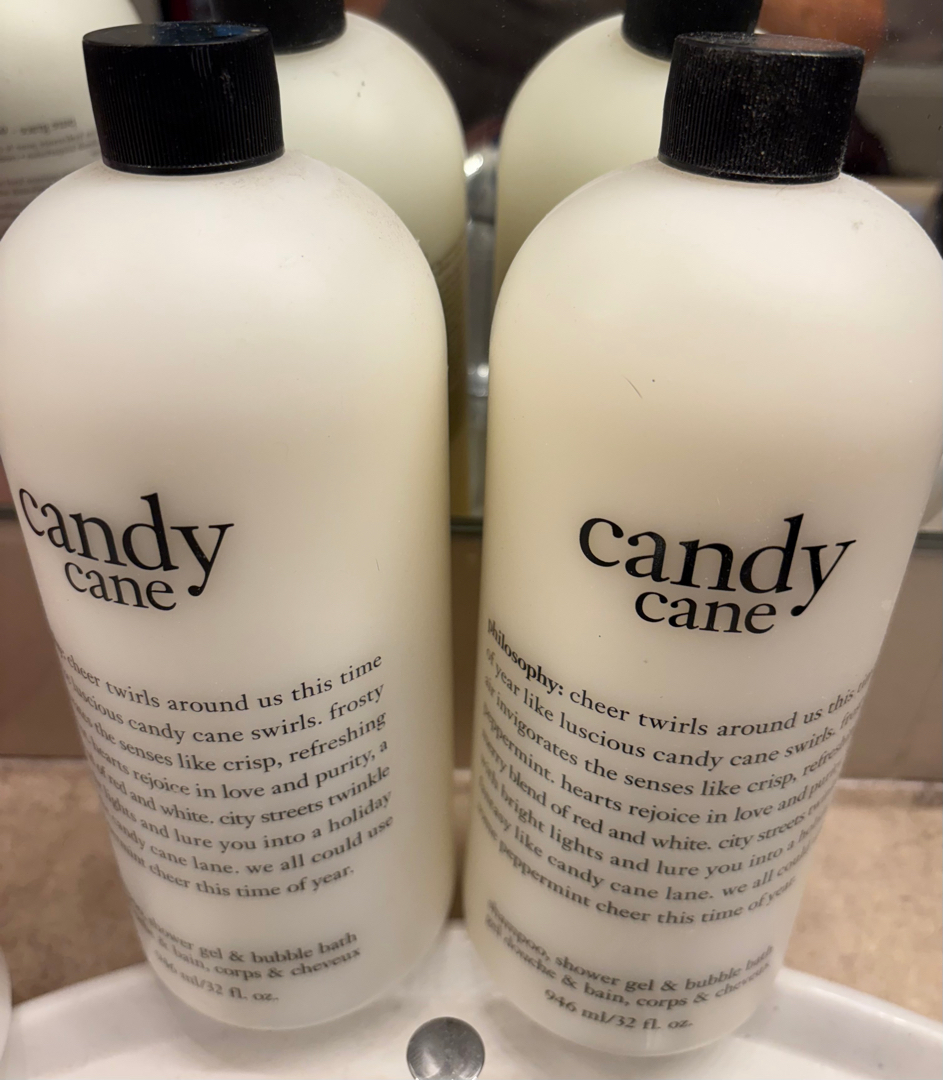 candy
cane
cheer twirls around us this time
luscious candy cane swirls. frosty
the senses like crisp, refreshing
hearts rejoice in love and purity, a
of red and white. city streets twinkle
lights and lure you into a holiday
candy cane lane. we all could use
cheer this time of year.
shower gel & bubble bath
& bain, corps & cheveux
946 ml/32 fl. oz.
candy
cane
philosophy: cheer twirls around us this
of year like luscious candy cane swirls.
air invigorates the senses like crisp,
peppermint. hearts rejoice in love and
merry blend of red and white. city streets
with bright lights and lure you into a
like candy cane lane. we all could
peppermint cheer this time of year.
shampoo, shower gel & bubble bath
gel douche & bain, corps & cheveux
946 ml/32 fl. oz.